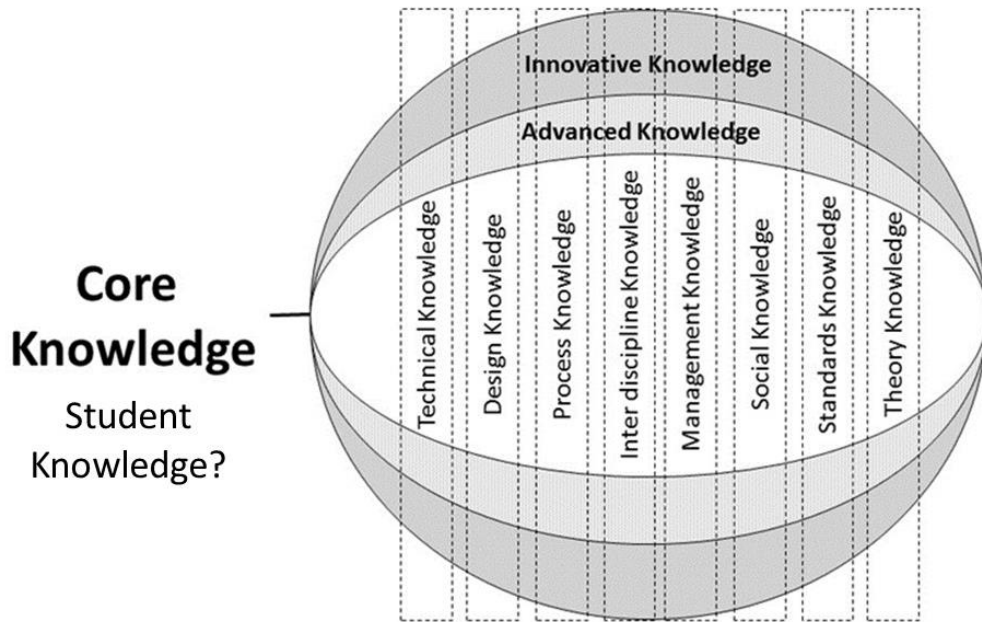 Innovative Knowledge
Advanced Knowledge
Core
Knowledge
Student
Knowledge?
Technical Knowledge
Design Knowledge
Process Knowledge
Inter discipline Knowledge
Management Knowledge
Social Knowledge
Standards Knowledge
Theory Knowledge